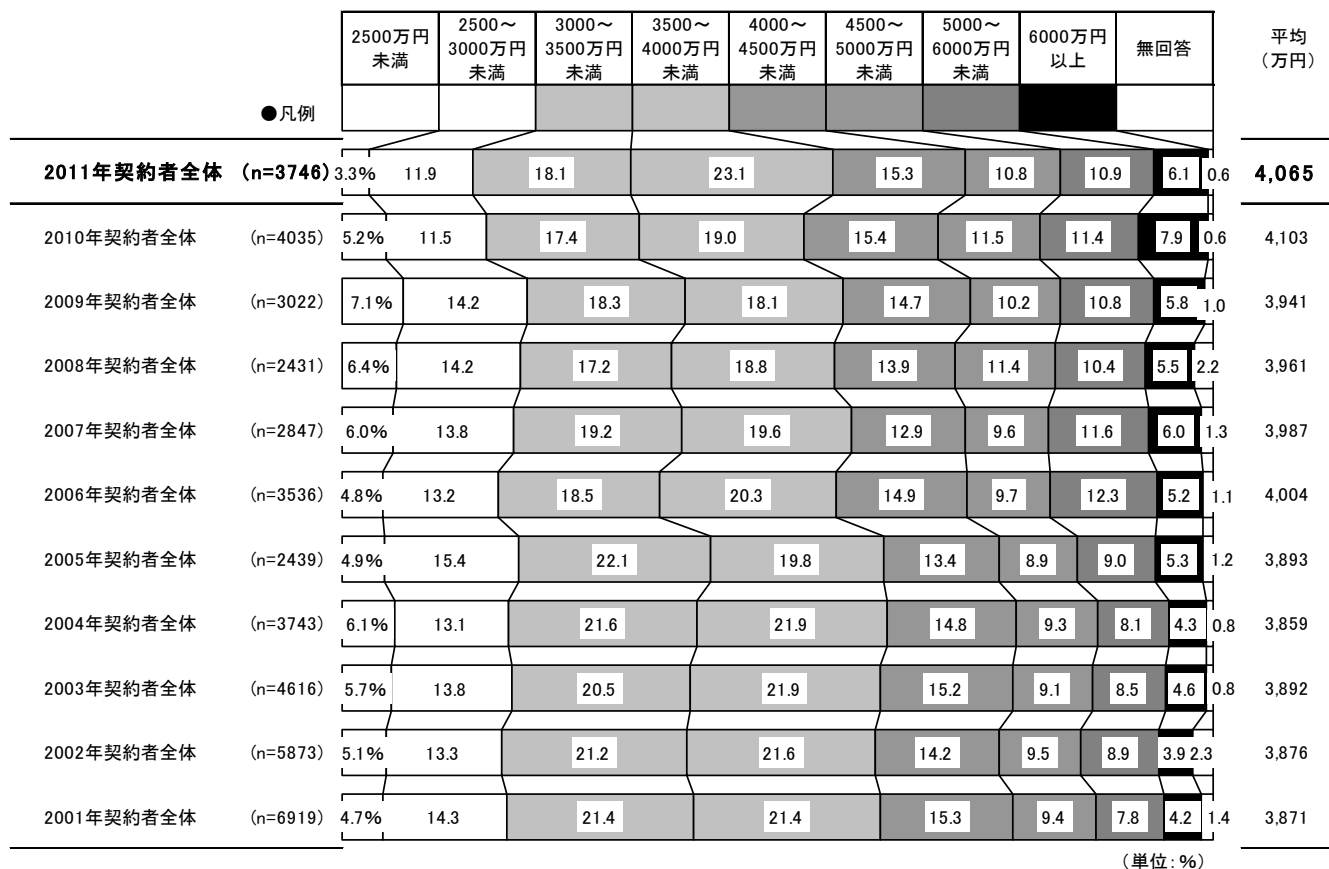 2500万円
未満
2500～
3000万円
未満
3000～
3500万円
未満
3500～
4000万円
未満
4000～
4500万円
未満
4500～
5000万円
未満
5000～
6000万円
未満
6000万円
以上
無回答
平均
（万円）
●凡例
2011年契約者全体 (n=3746) 3.3% 11.9 18.1 23.1 15.3 10.8 10.9 6.1 0.6 4,065
2010年契約者全体 (n=4035) 5.2% 11.5 17.4 19.0 15.4 11.5 11.4 7.9 0.6 4,103
2009年契約者全体 (n=3022) 7.1% 14.2 18.3 18.1 14.7 10.2 10.8 5.8 1.0 3,941
2008年契約者全体 (n=2431) 6.4% 14.2 17.2 18.8 13.9 11.4 10.4 5.5 2.2 3,961
2007年契約者全体 (n=2847) 6.0% 13.8 19.2 19.6 12.9 9.6 11.6 6.0 1.3 3,987
2006年契約者全体 (n=3536) 4.8% 13.2 18.5 20.3 14.9 9.7 12.3 5.2 1.1 4,004
2005年契約者全体 (n=2439) 4.9% 15.4 22.1 19.8 13.4 8.9 9.0 5.3 1.2 3,893
2004年契約者全体 (n=3743) 6.1% 13.1 21.6 21.9 14.8 9.3 8.1 4.3 0.8 3,859
2003年契約者全体 (n=4616) 5.7% 13.8 20.5 21.9 15.2 9.1 8.5 4.6 0.8 3,892
2002年契約者全体 (n=5873) 5.1% 13.3 21.2 21.6 14.2 9.5 8.9 3.9 2.3 3,876
2001年契約者全体 (n=6919) 4.7% 14.3 21.4 21.4 15.3 9.4 7.8 4.2 1.4 3,871
（単位：％）